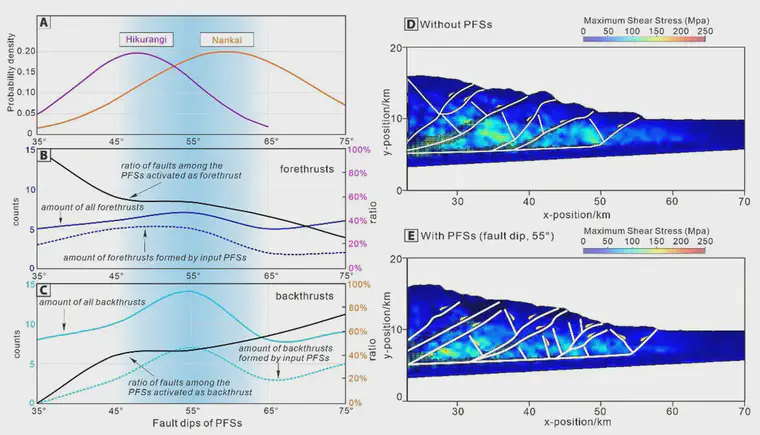 A
Hikurangi
Nankai
Probability density
0.20
0.15
0.10
0.05
0
35°
45°
55°
65°
75°
B
forethrusts
ratio of faults among the
PFSs activated as forethrust
amount of all forethrusts
amount of forethrusts formed by input PFSs
counts
15
10
5
0
100%
80%
60%
40%
20%
0%
ratio
35°
45°
55°
65°
75°
C
backthrusts
amount of all backthrusts
amount of backthrusts
formed by input PFSs
ratio of faults among the
PFSs activated as backthrust
counts
15
10
5
0
100%
80%
60%
40%
20%
0%
ratio
35°
45°
55°
65°
75°
Fault dips of PFSs
D Without PFSs
Maximum Shear Stress (Mpa)
0 50 100 150 200 250
y-position/km
20
10
0
30 40 50 60 70
x-position/km
E With PFSs (fault dip, 55°)
Maximum Shear Stress (Mpa)
0 50 100 150 200 250
y-position/km
20
10
0
30 40 50 60 70
x-position/km